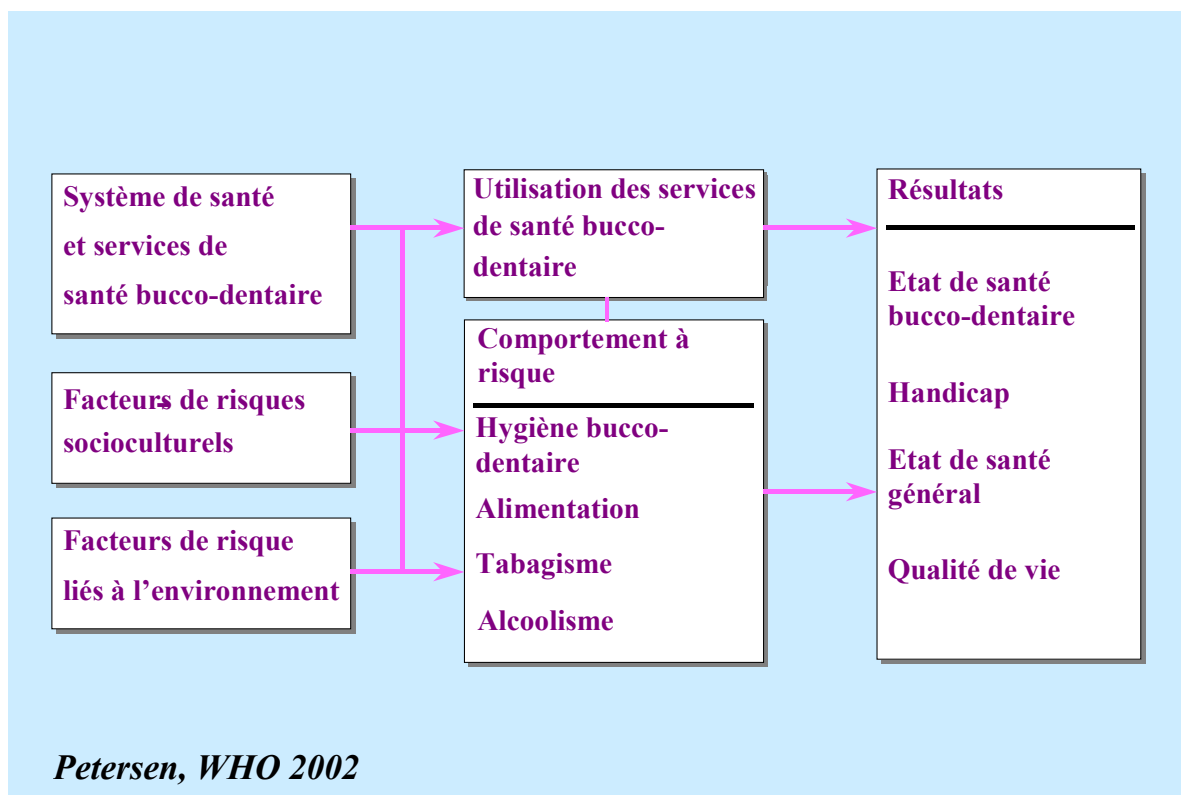 Système de santé
et services de
santé bucco-dentaire
Facteurs de risques
socioculturels
Facteurs de risque
liés à l’environnement
Utilisation des services
de santé bucco-
dentaire
Comportement à
risque
Hygiène bucco-
dentaire
Alimentation
Tabagisme
Alcoolisme
Résultats
Etat de santé
bucco-dentaire
Handicap
Etat de santé
général
Qualité de vie
Petersen, WHO 2002